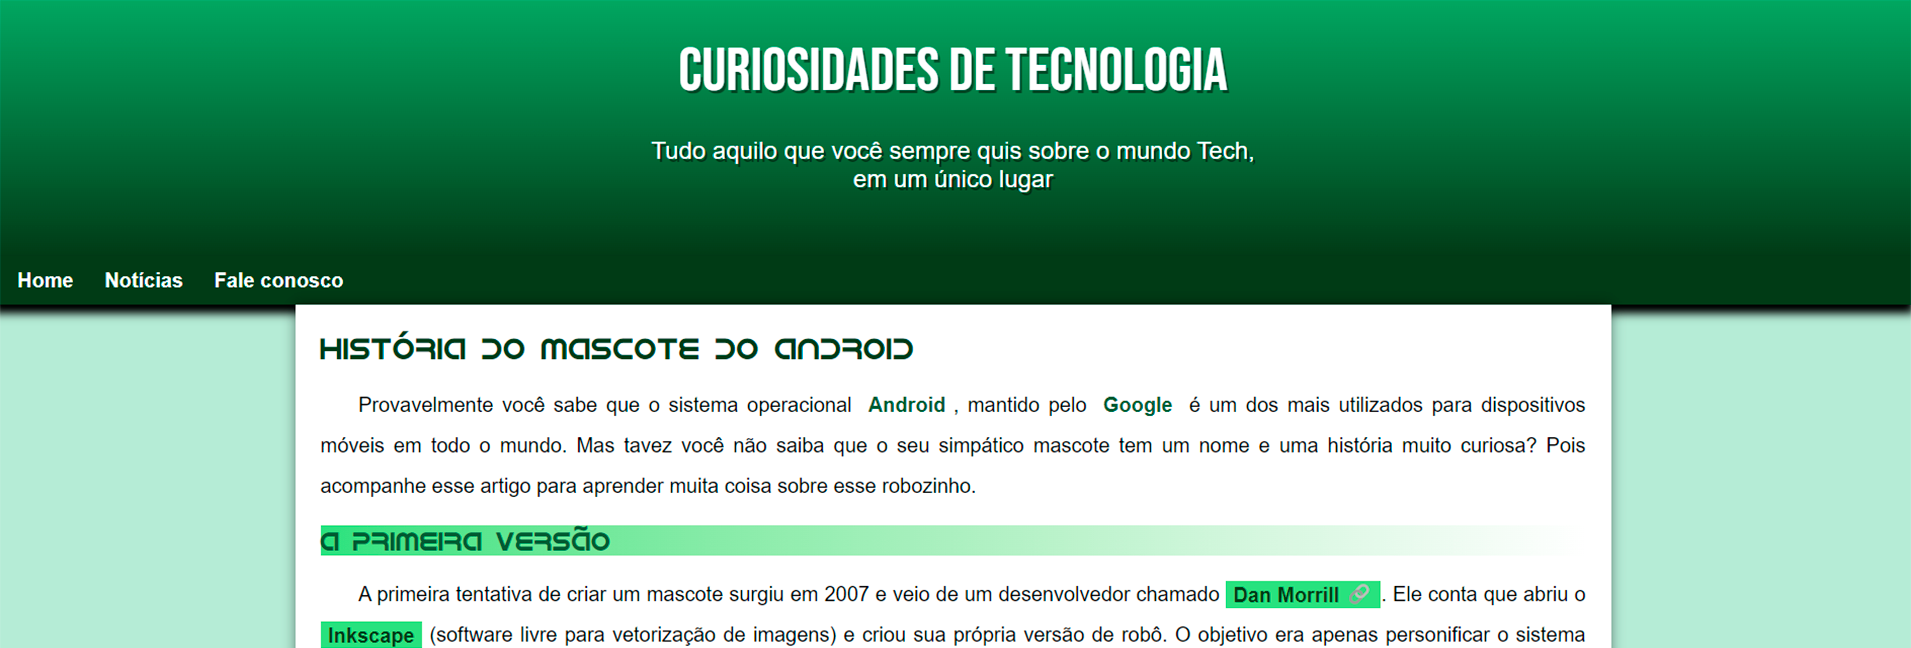 CURIOSIDADES DE TECNOLOGIA
Tudo aquilo que você sempre quis sobre o mundo Tech,
em um único lugar
Home Notícias Fale conosco
HISTÓRIA DO MASCOTE DO ANDROID
Provavelmente você sabe que o sistema operacional Android , mantido pelo Google é um dos mais utilizados para dispositivos
móveis em todo o mundo. Mas tavez você não saiba que o seu simpático mascote tem um nome e uma história muito curiosa? Pois
acompanhe esse artigo para aprender muita coisa sobre esse robozinho.
A PRIMEIRA VERSÃO
A primeira tentativa de criar um mascote surgiu em 2007 e veio de um desenvolvedor chamado Dan Morrill . Ele conta que abriu o
Inkscape (software livre para vetorização de imagens) e criou sua própria versão de robô. O objetivo era apenas personificar o sistema